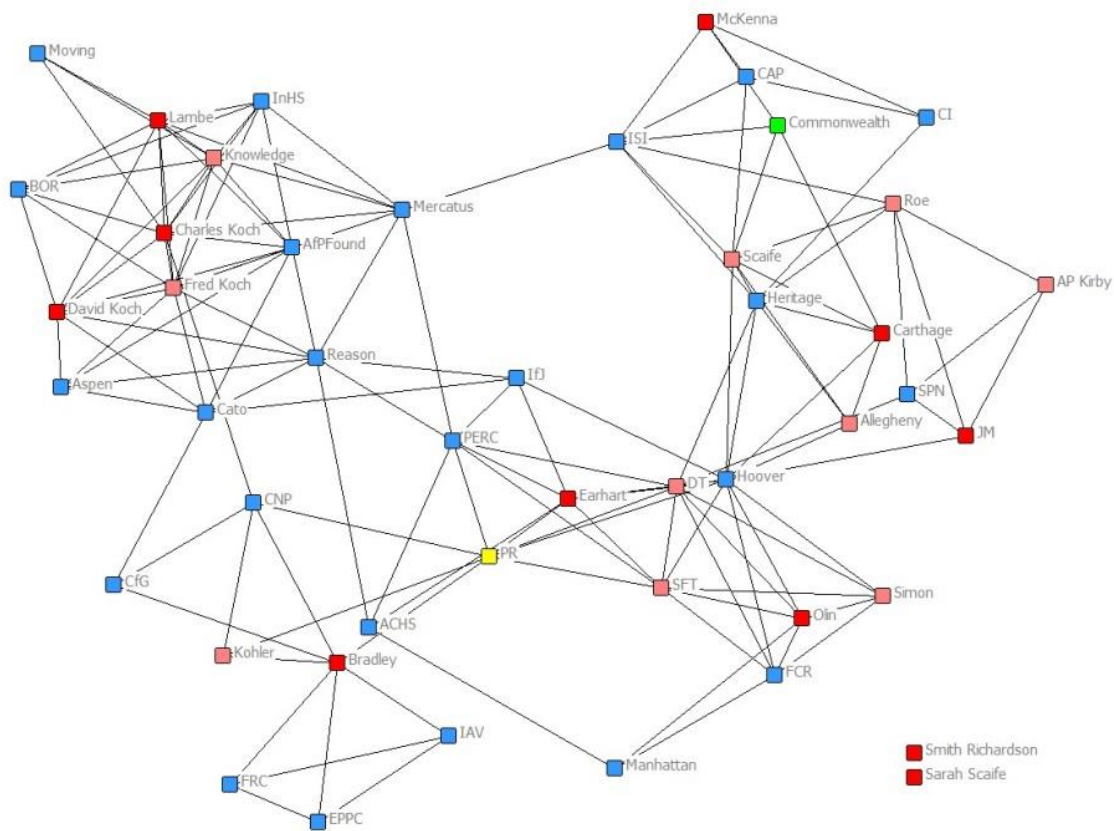 McKenna
Moving
CAP
InHS
Lambe
CI
Commonwealth
ISI
Knowledge
BOR
Roe
Mercatus
Charles Koch
AfPFound
Scaife
AP Kirby
Fred Koch
Heritage
David Koch
Carthage
Reason
IfJ
Aspen
SPN
Cato
Allegheny
JM
PERC
Hoover
DT
Earhart
CNP
PR
CfG
SFT
Simon
Olin
ACHS
Kohler
Bradley
FCR
IAV
Smith Richardson
Manhattan
Sarah Scaife
FRC
EPPC